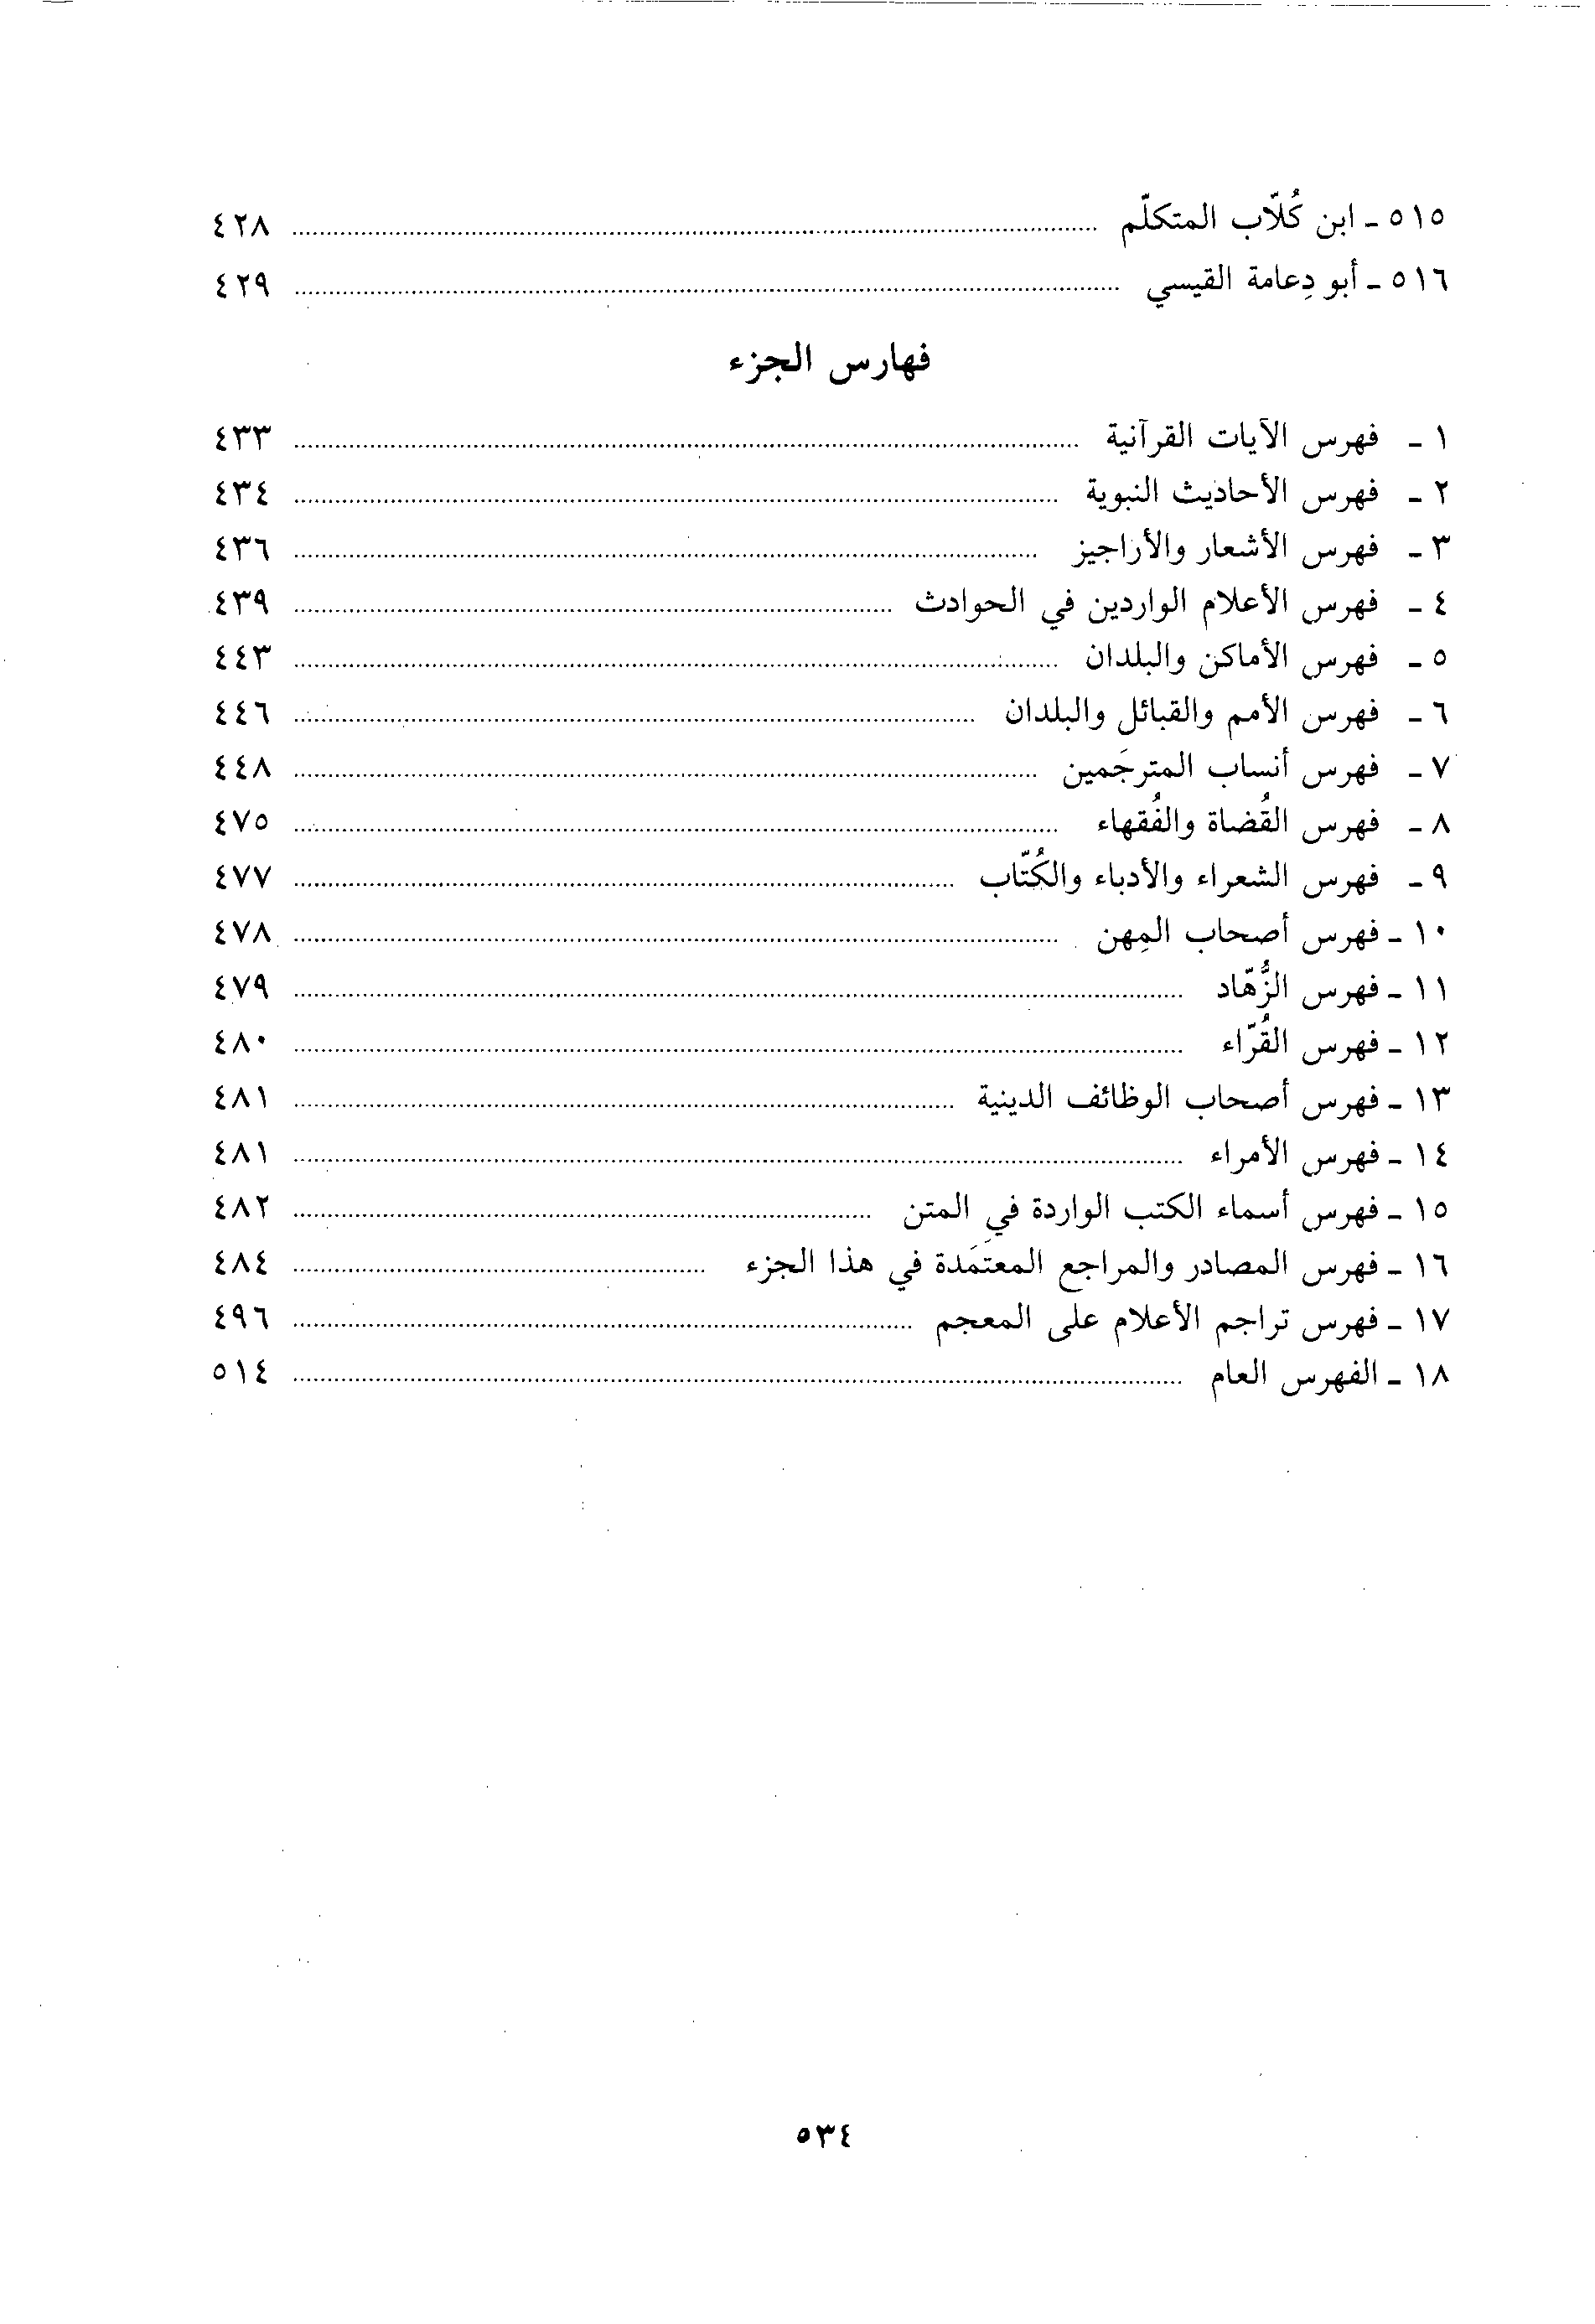 ٥١٥ ـ ابن كُلّاب المتكلّم ........ ٤٢٨
٥١٦ ـ أبو دِعامة القيسي ........ ٤٢٩
فهارس الجزء
١ ـ فهرس الآيات القرآنية ........ ٤٣٣
٢ ـ فهرس الأحاديث النبوية ........ ٤٣٤
٣ ـ فهرس الأشعار والأراجيز ........ ٤٣٦
٤ ـ فهرس الأعلام الواردين في الحوادث ........ ٤٣٩
٥ ـ فهرس الأماكن والبلدان ........ ٤٤٣
٦ ـ فهرس الأمم والقبائل والبلدان ........ ٤٤٦
٧ ـ فهرس أنساب المترجَمين ........ ٤٤٨
٨ ـ فهرس القُضاة والفُقهاء ........ ٤٧٥
٩ ـ فهرس الشعراء والأدباء والكُتّاب ........ ٤٧٧
١٠ ـ فهرس أصحاب المِهن ........ ٤٧٨
١١ ـ فهرس الزُّهّاد ........ ٤٧٩
١٢ ـ فهرس القُرّاء ........ ٤٨٠
١٣ ـ فهرس أصحاب الوظائف الدينية ........ ٤٨١
١٤ ـ فهرس الأمراء ........ ٤٨١
١٥ ـ فهرس أسماء الكتب الواردة في المتن ........ ٤٨٢
١٦ ـ فهرس المصادر والمراجع المعتمَدة في هذا الجزء ........ ٤٨٤
١٧ ـ فهرس تراجم الأعلام على المعجم ........ ٤٩٦
١٨ ـ الفهرس العام ........ ٥١٤
٥٣٤